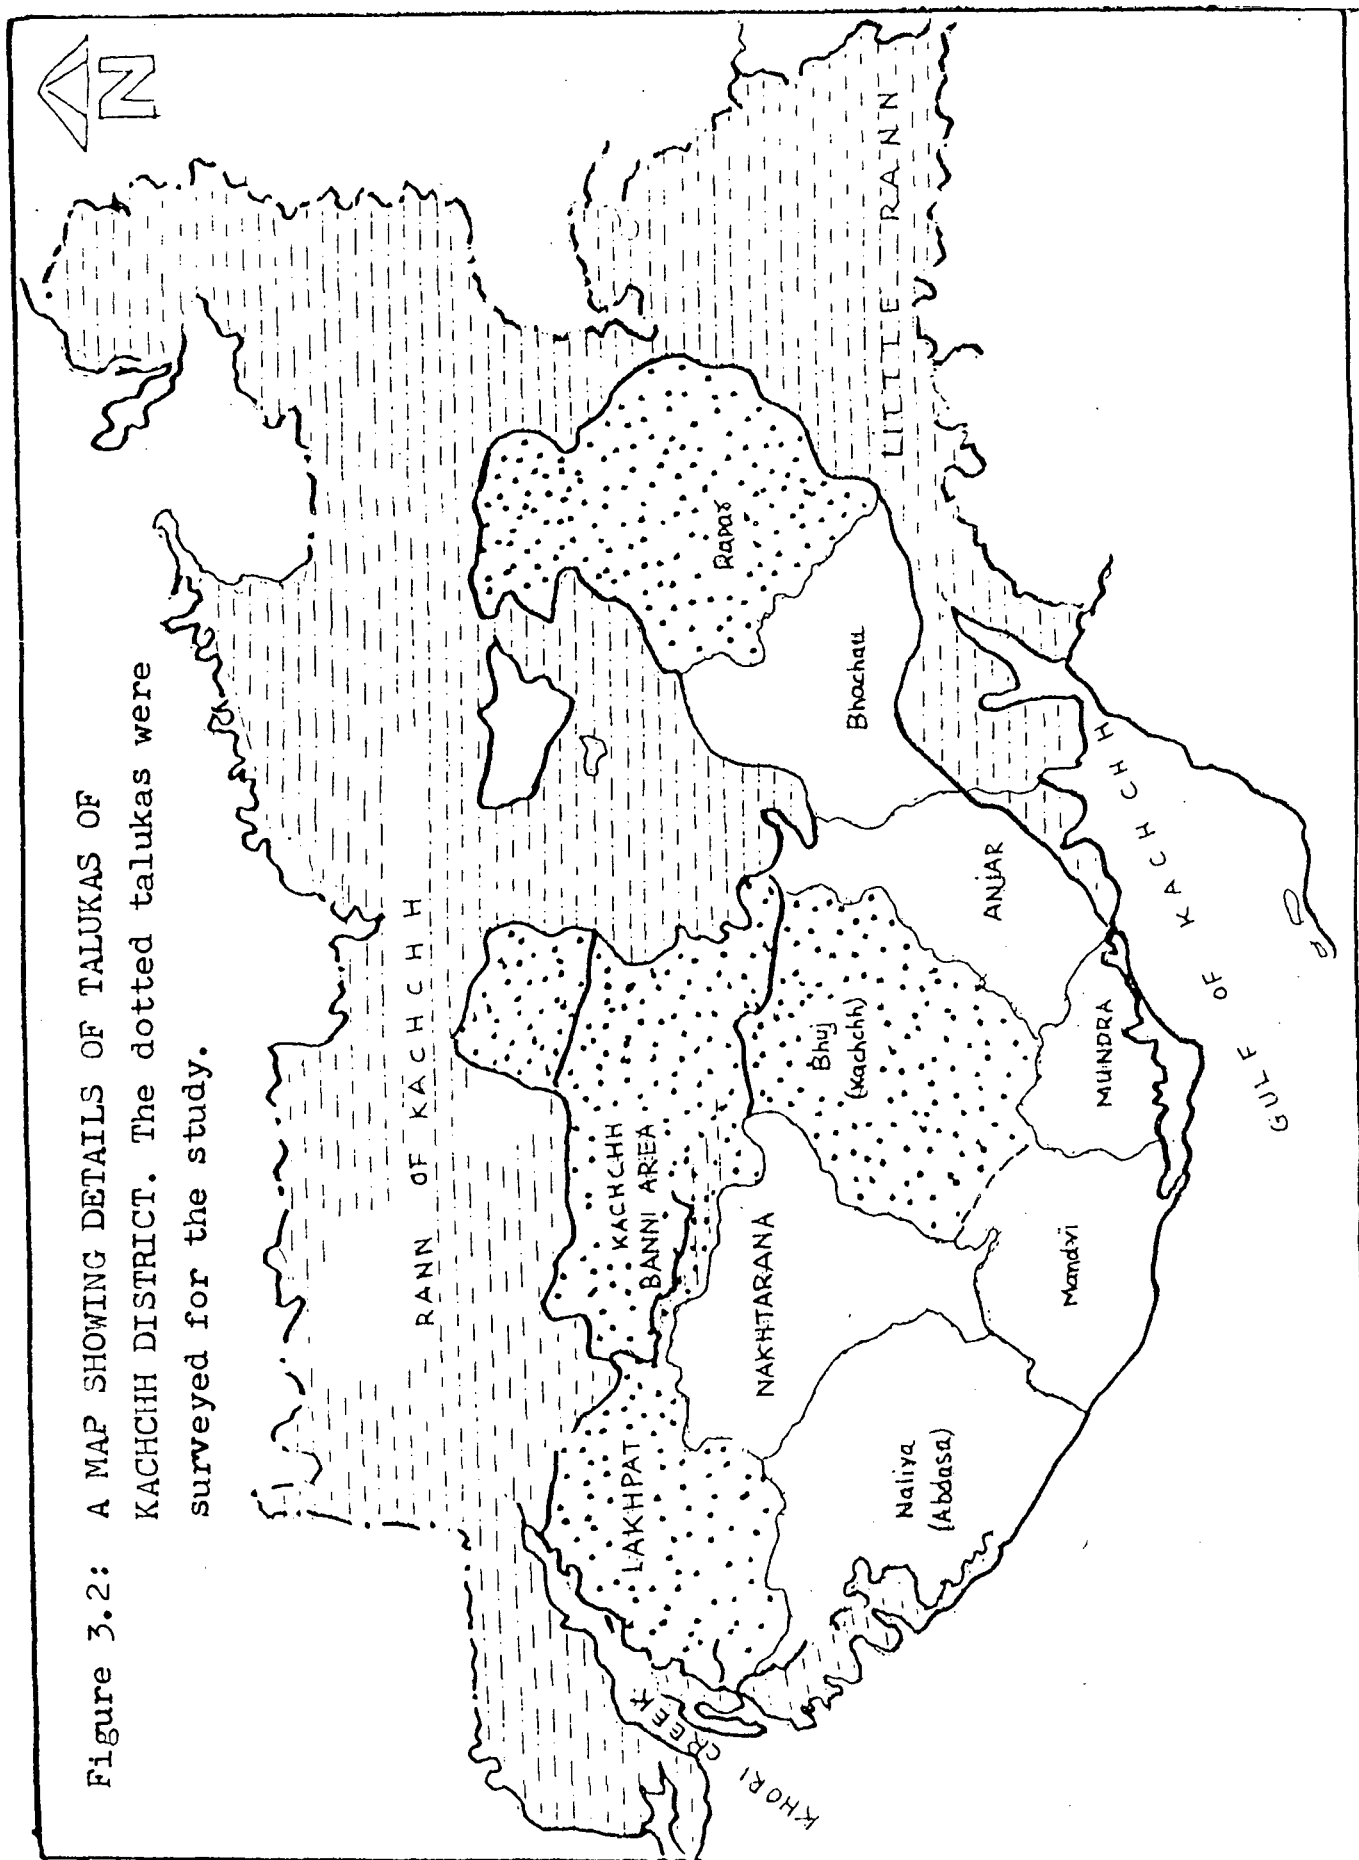 Figure 3.2: A MAP SHOWING DETAILS OF TALUKAS OF
KACHCHH DISTRICT. The dotted talukas were
surveyed for the study.
N
RANN OF KACHCHH
KHORI CREEK
LAKHPAT
KACHCHH
BANNI AREA
NAKHTARANA
Naliya
(Abdasa)
Mandvi
Bhuj
(Kachchh)
MUNDRA
ANJAR
Bhachau
Rapar
LITTLE RANN
GULF OF KACHCHH